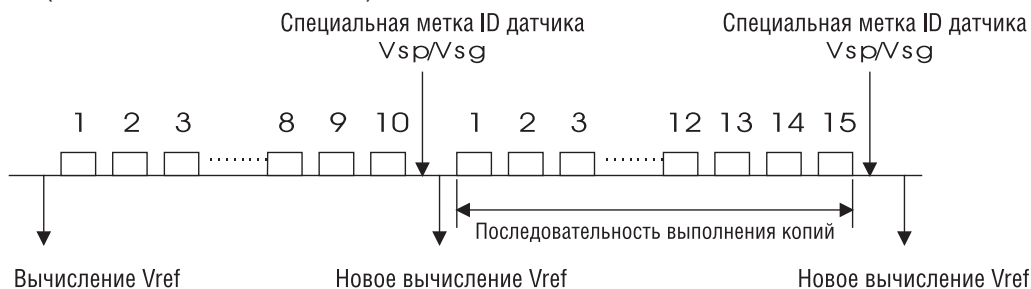 Специальная метка ID датчика
Vsp/Vsg
Специальная метка ID датчика
Vsp/Vsg
1 2 3 8 9 10 1 2 3 12 13 14 15
Последовательность выполнения копий
Вычисление Vref
Новое вычисление Vref
Новое вычисление Vref